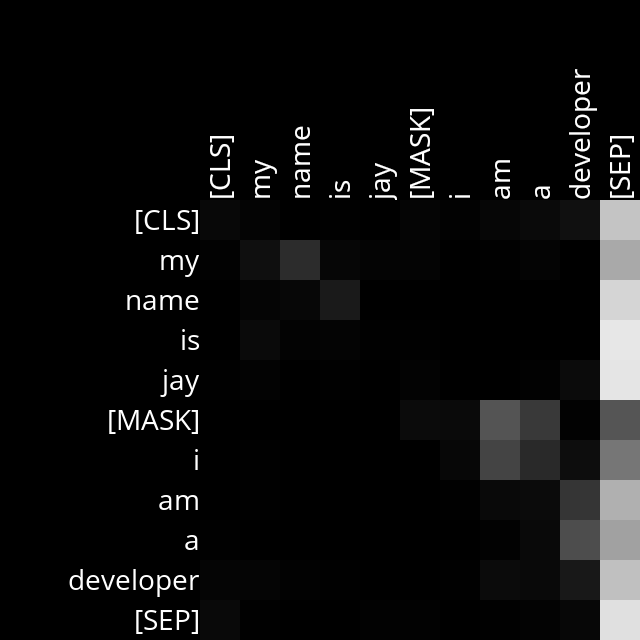 [CLS]
my
name
is
jay
[MASK]
i
am
a
developer
[SEP]
[CLS]
my
name
is
jay
[MASK]
i
am
a
developer
[SEP]